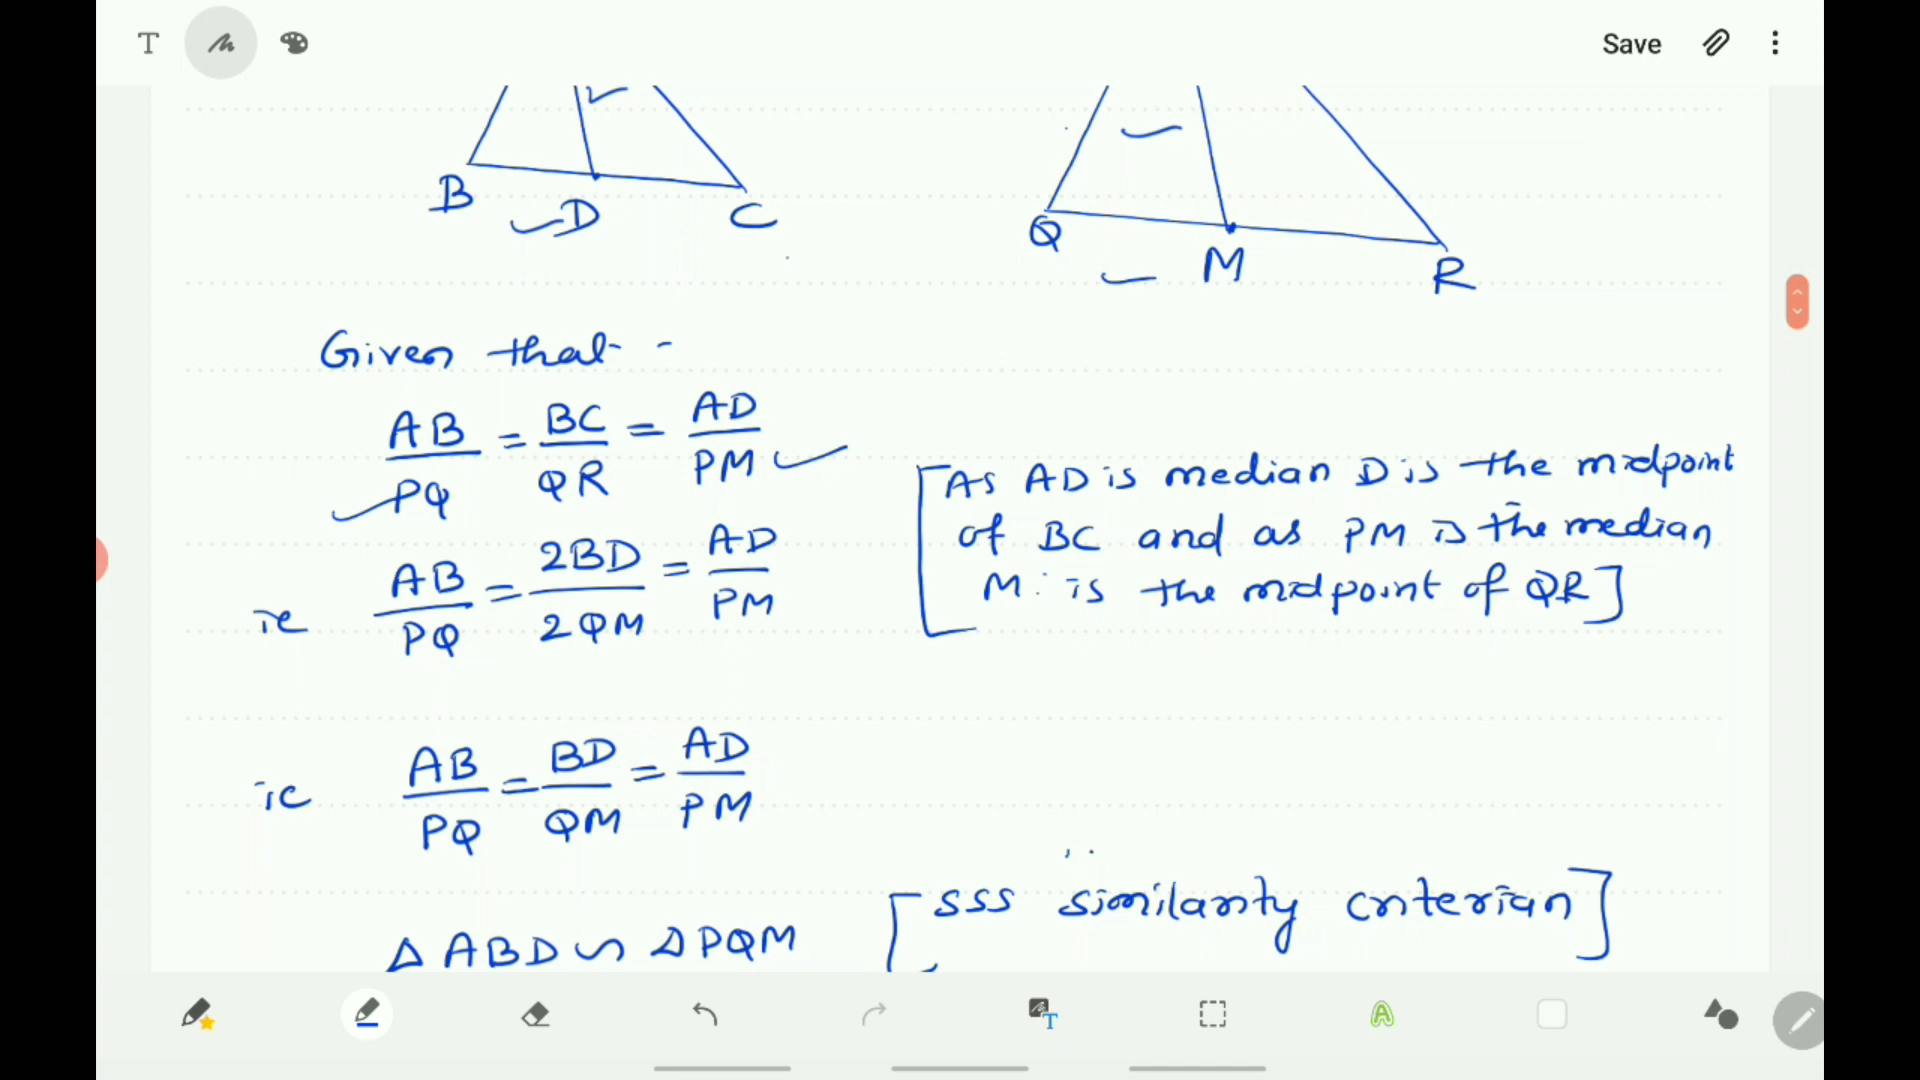 T Save
B D C
Q M R
Given that -
AB/PQ = BC/QR = AD/PM
[As AD is median D is the midpoint
of BC and as PM is the median
M is the midpoint of QR]
ie AB/PQ = 2BD/2QM = AD/PM
ie AB/PQ = BD/QM = AD/PM
Δ ABD ∽ Δ PQM [SSS similarity criterian]